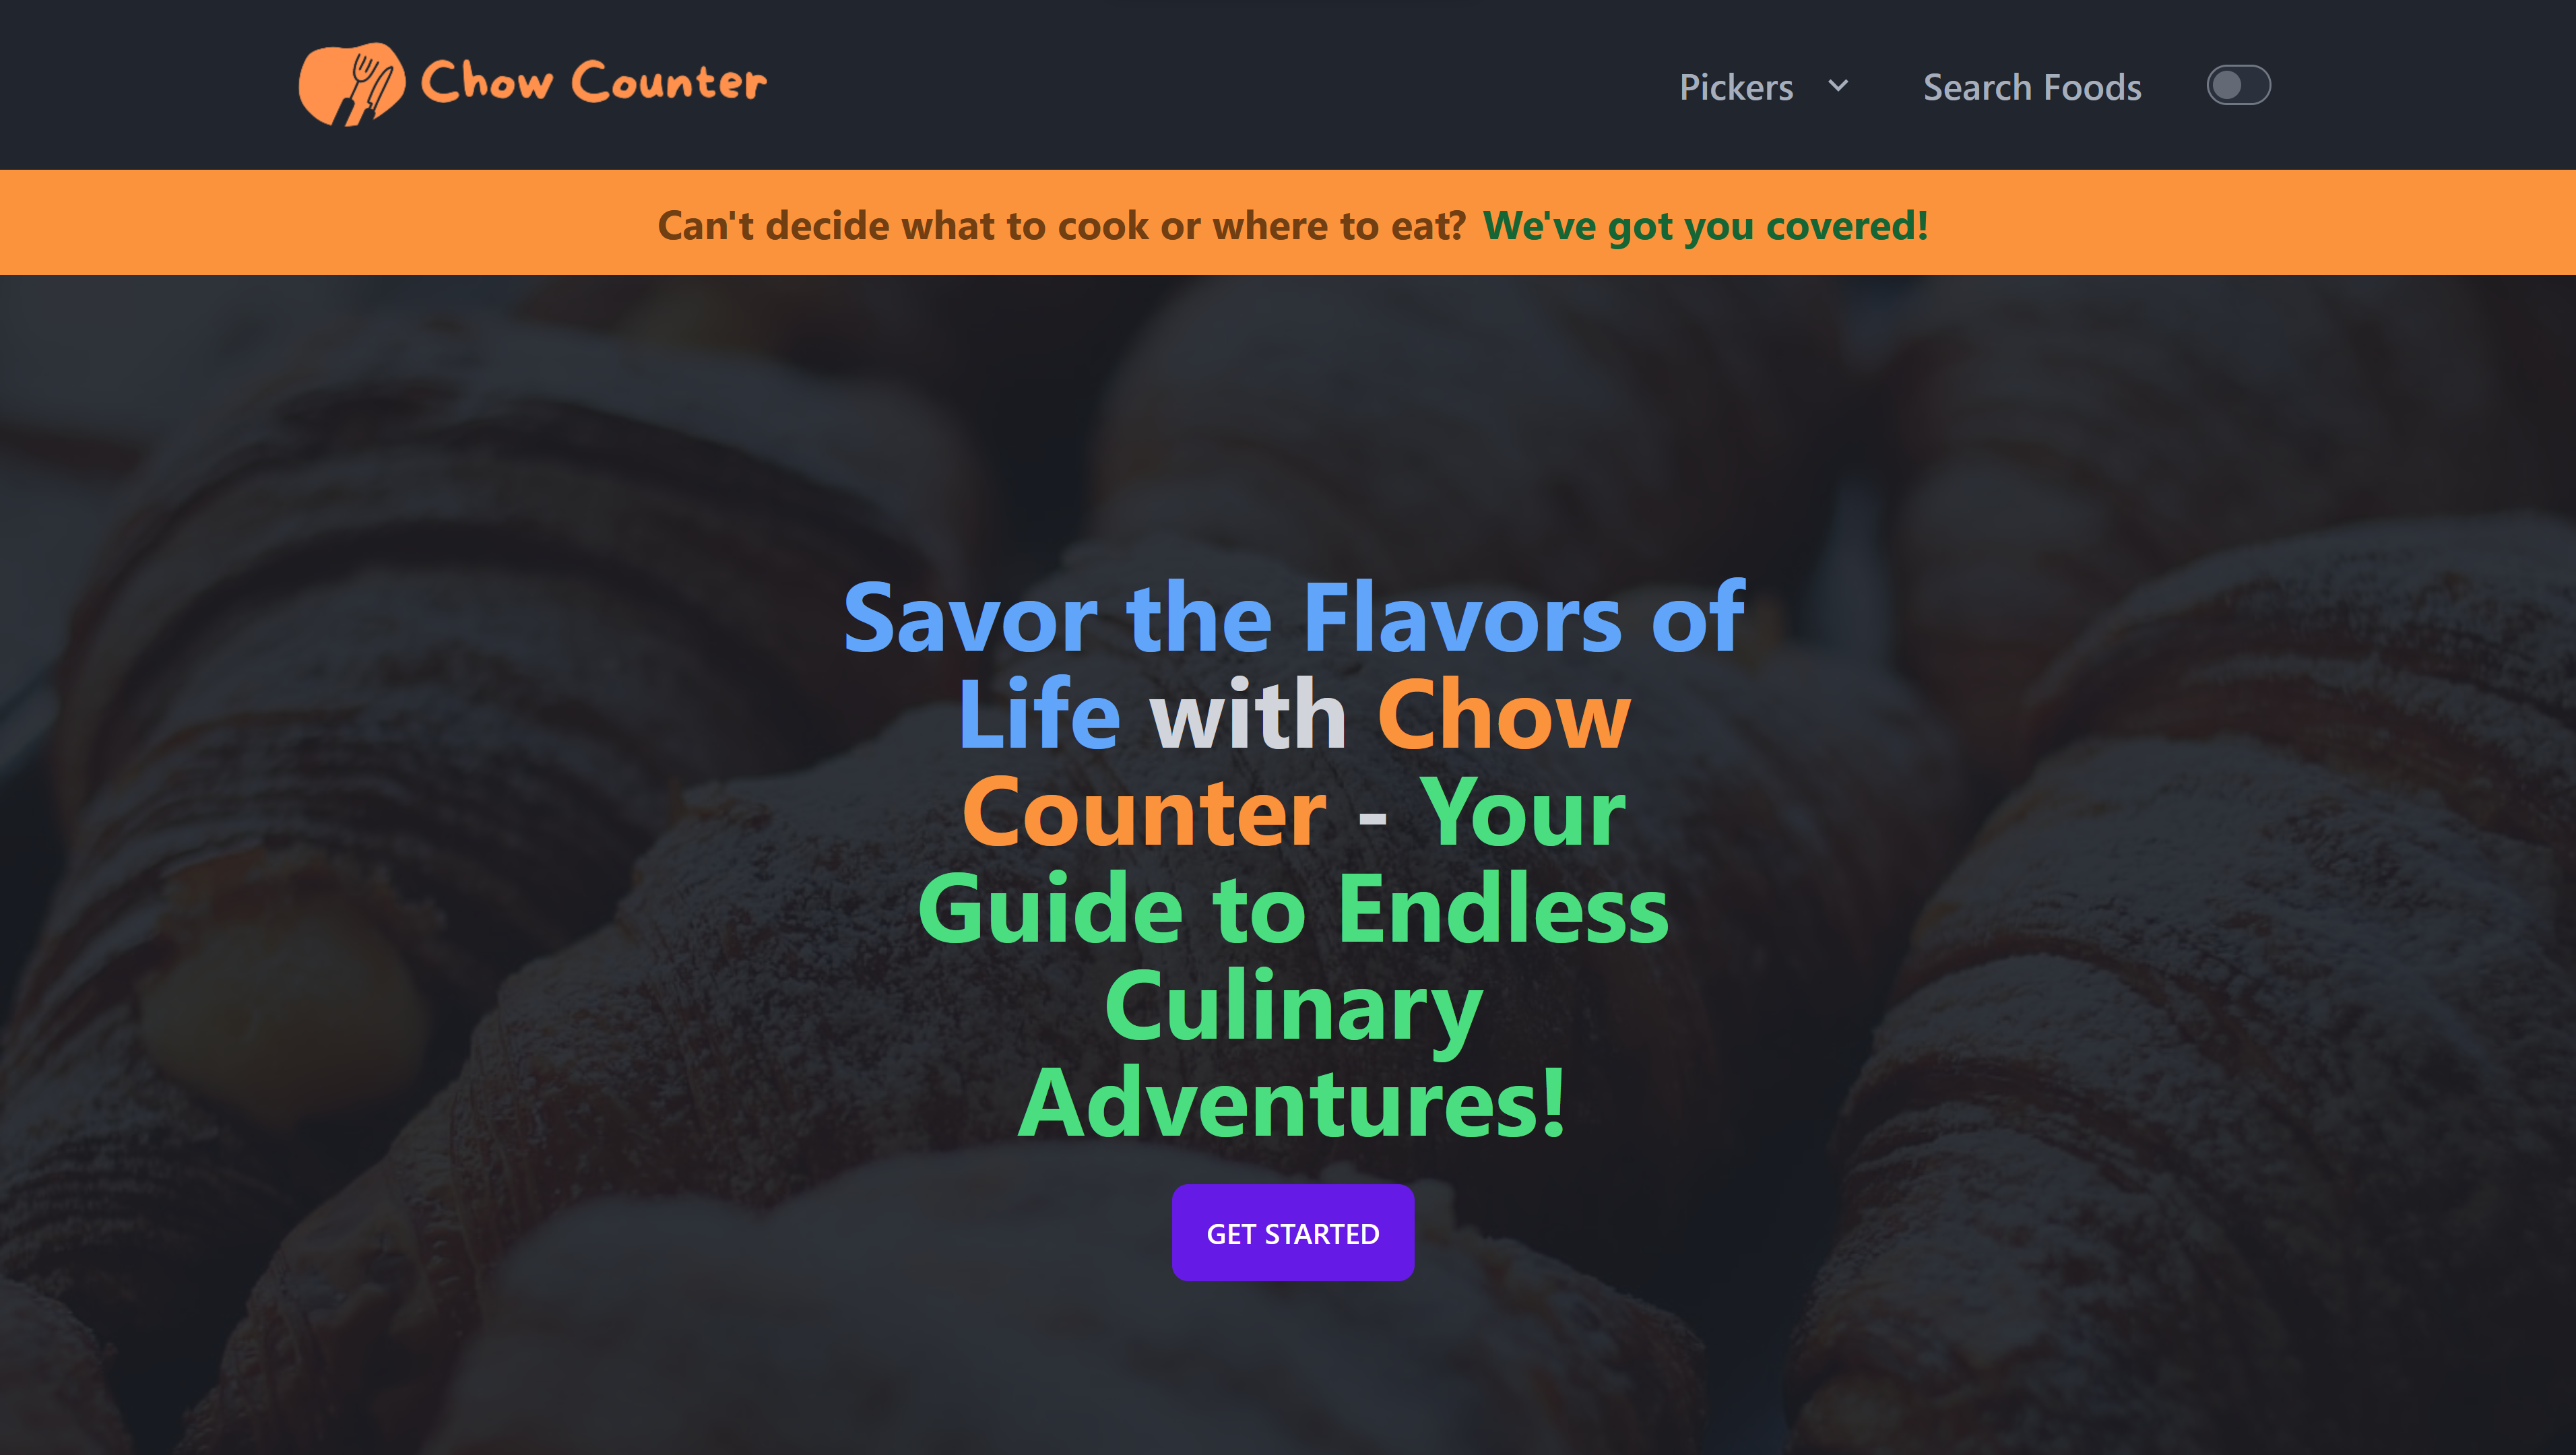 Chow Counter
Pickers
Search Foods
Can't decide what to cook or where to eat? We've got you covered!
Savor the Flavors of
Life with Chow
Counter - Your
Guide to Endless
Culinary
Adventures!
GET STARTED